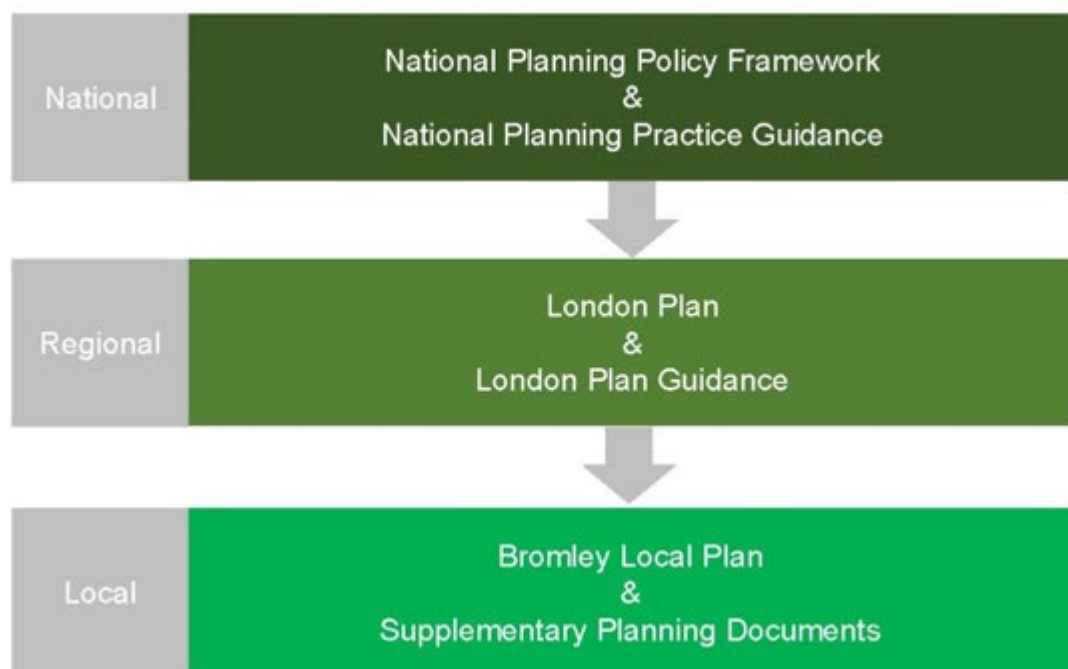 National
National Planning Policy Framework
&
National Planning Practice Guidance
Regional
London Plan
&
London Plan Guidance
Local
Bromley Local Plan
&
Supplementary Planning Documents